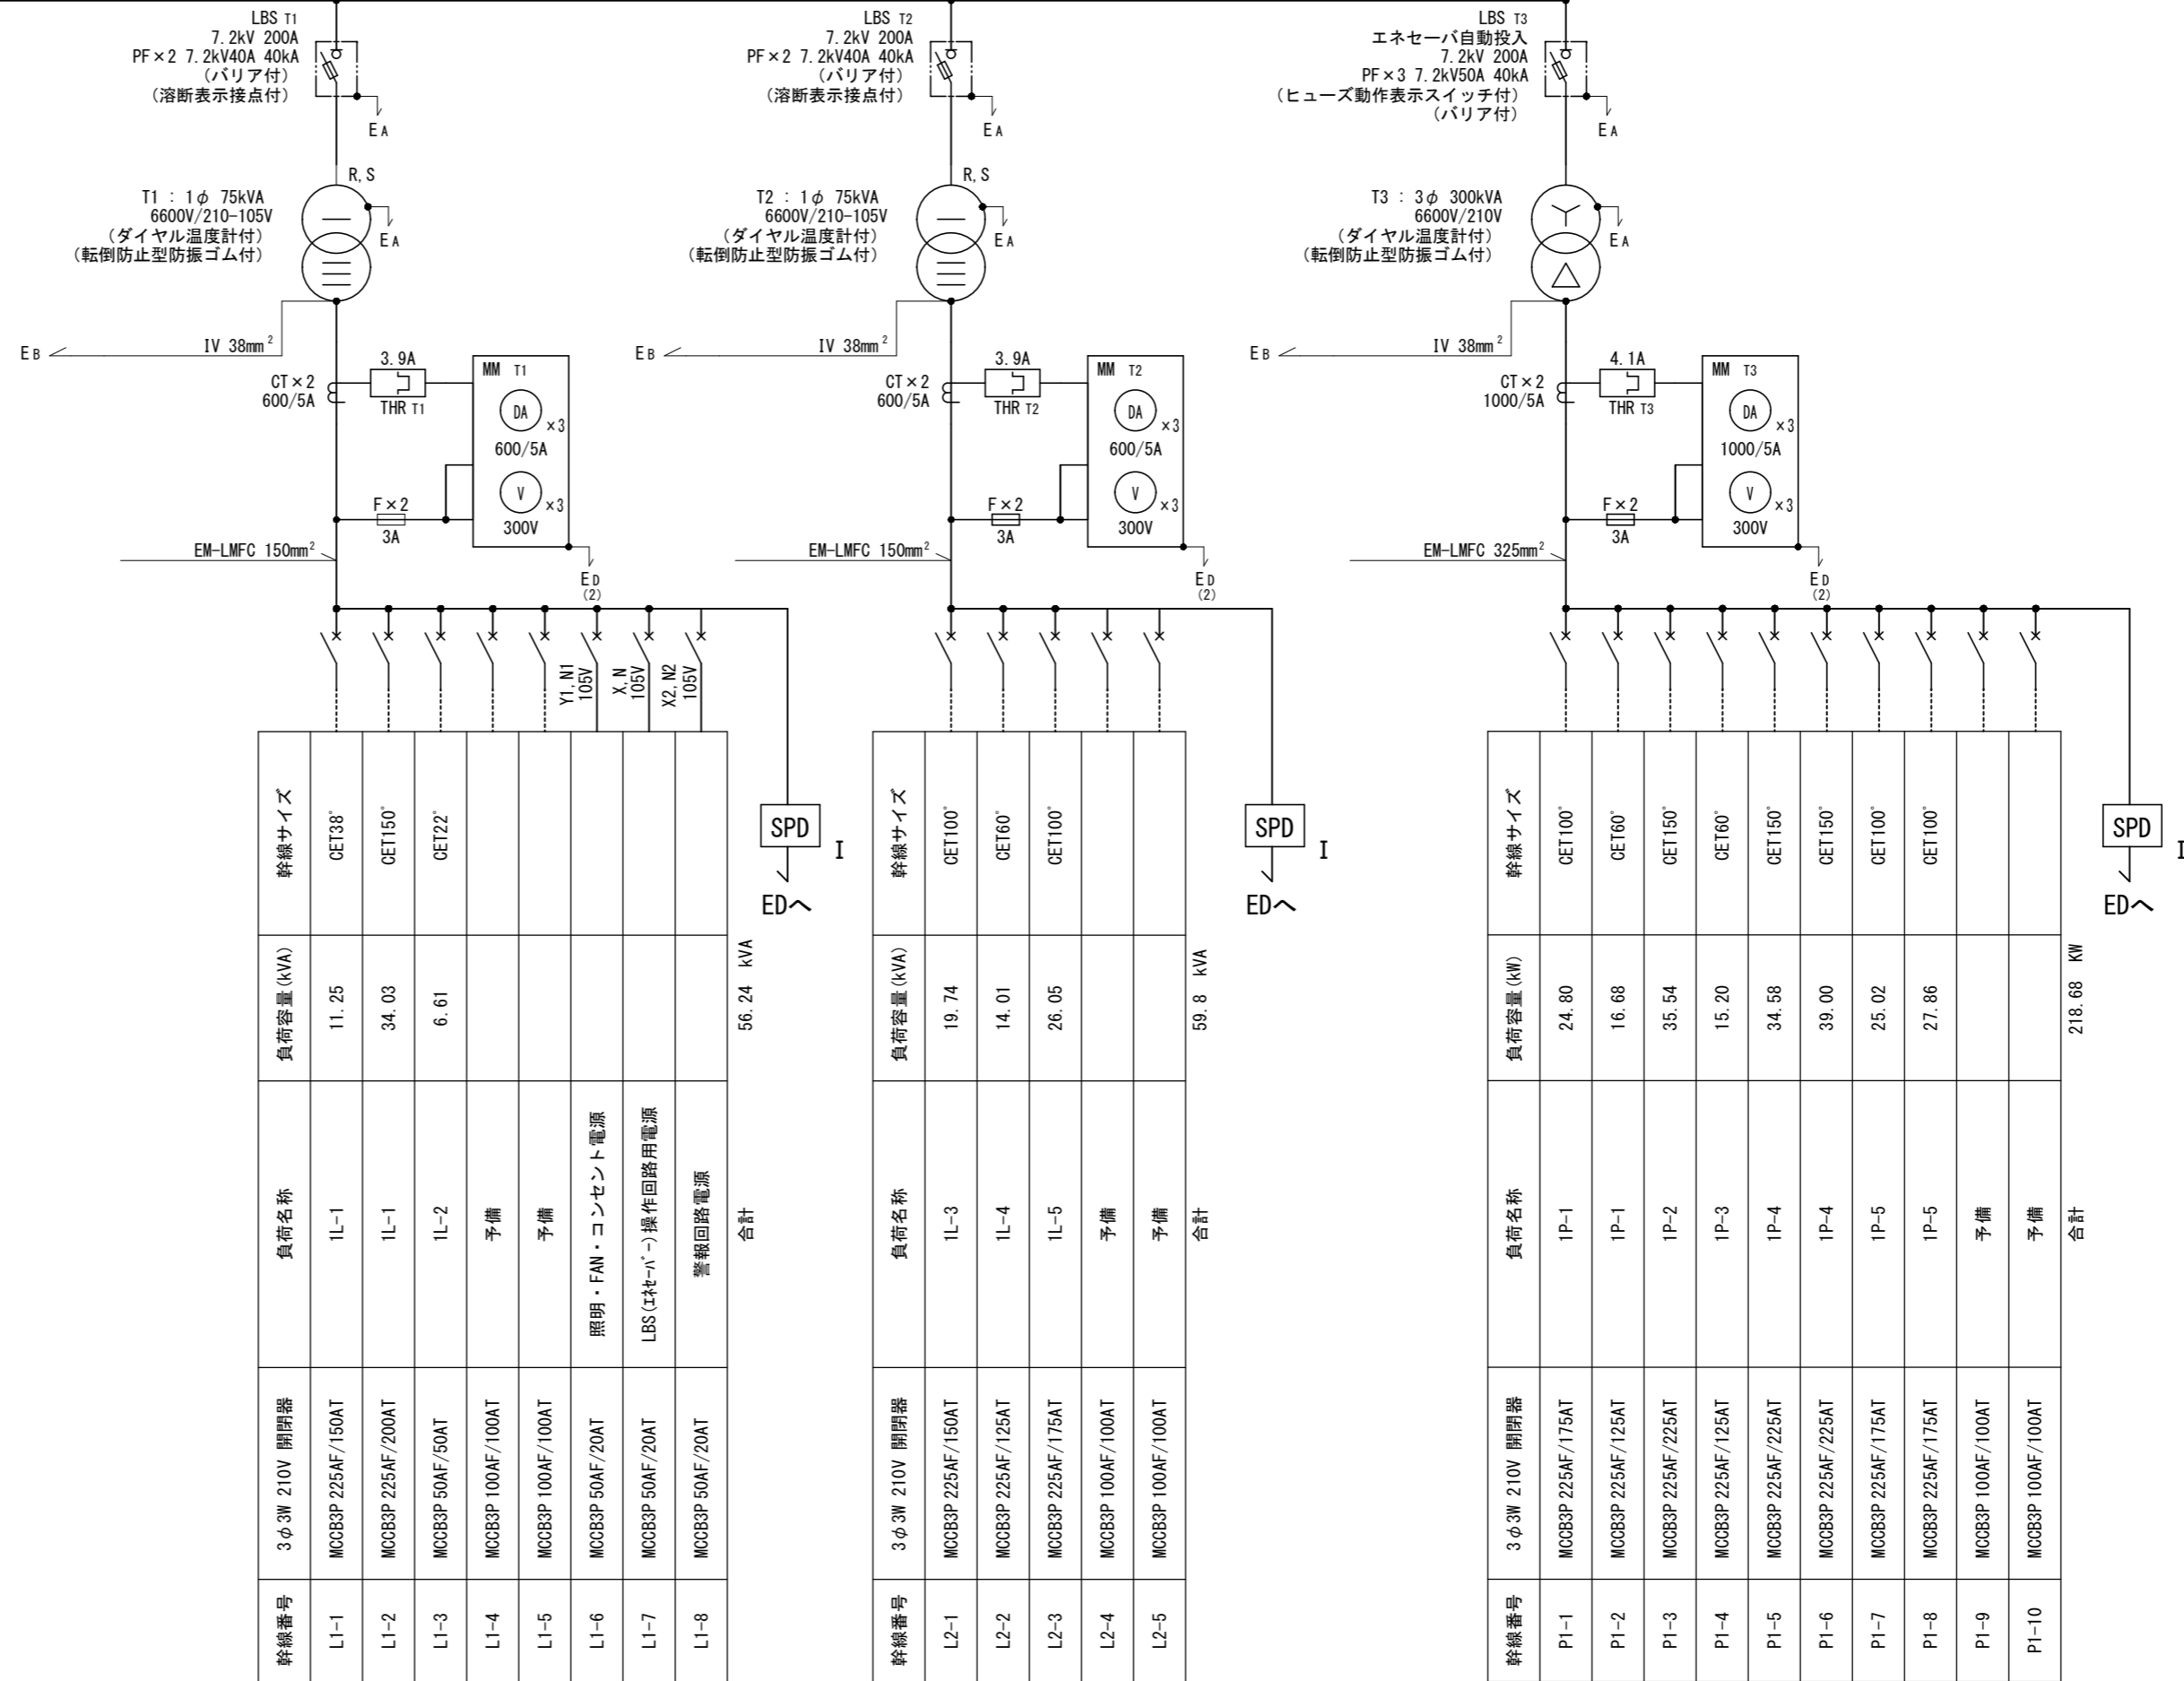 LBS T1
7.2kV 200A
PF×2 7.2kV40A 40kA
(バリア付)
(溶断表示接点付)
EA
R,S
T1 : 1φ 75kVA
6600V/210-105V
(ダイヤル温度計付)
(転倒防止型防振ゴム付)
EA
EB
IV 38mm²
CT×2
600/5A
3.9A
THR T1
MM T1
DA
×3
600/5A
V
×3
300V
F×2
3A
EM-LMFC 150mm²
ED
(2)
Y1,N1
105V
X,N
105V
X2,N2
105V
SPD
I
EDへ
LBS T2
7.2kV 200A
PF×2 7.2kV40A 40kA
(バリア付)
(溶断表示接点付)
EA
R,S
T2 : 1φ 75kVA
6600V/210-105V
(ダイヤル温度計付)
(転倒防止型防振ゴム付)
EA
EB
IV 38mm²
CT×2
600/5A
3.9A
THR T2
MM T2
DA
×3
600/5A
V
×3
300V
F×2
3A
EM-LMFC 150mm²
ED
(2)
SPD
I
EDへ
LBS T3
エネセーバ自動投入
7.2kV 200A
PF×3 7.2kV50A 40kA
(ヒューズ動作表示スイッチ付)
(バリア付)
EA
T3 : 3φ 300kVA
6600V/210V
(ダイヤル温度計付)
(転倒防止型防振ゴム付)
EA
EB
IV 38mm²
CT×2
1000/5A
4.1A
THR T3
MM T3
DA
×3
1000/5A
V
×3
300V
F×2
3A
EM-LMFC 325mm²
ED
(2)
SPD
I
EDへ
幹線番号 3φ3W 210V 開閉器 負荷名称 負荷容量(kVA) 幹線サイズ
L1-1 MCCB3P 225AF/150AT 1L-1 11.25 CET38°
L1-2 MCCB3P 225AF/200AT 1L-1 34.03 CET150°
L1-3 MCCB3P 50AF/50AT 1L-2 6.61 CET22°
L1-4 MCCB3P 100AF/100AT 予備
L1-5 MCCB3P 100AF/100AT 予備
L1-6 MCCB3P 50AF/20AT 照明・FAN・コンセント電源
L1-7 MCCB3P 50AF/20AT LBS(ｴﾈｾｰﾊﾞｰ)操作回路用電源
L1-8 MCCB3P 50AF/20AT 警報回路電源
合計 56.24 kVA
幹線番号 3φ3W 210V 開閉器 負荷名称 負荷容量(kVA) 幹線サイズ
L2-1 MCCB3P 225AF/150AT 1L-3 19.74 CET100°
L2-2 MCCB3P 225AF/125AT 1L-4 14.01 CET60°
L2-3 MCCB3P 225AF/175AT 1L-5 26.05 CET100°
L2-4 MCCB3P 100AF/100AT 予備
L2-5 MCCB3P 100AF/100AT 予備
合計 59.8 kVA
幹線番号 3φ3W 210V 開閉器 負荷名称 負荷容量(kW) 幹線サイズ
P1-1 MCCB3P 225AF/175AT 1P-1 24.80 CET100°
P1-2 MCCB3P 225AF/125AT 1P-1 16.68 CET60°
P1-3 MCCB3P 225AF/225AT 1P-2 35.54 CET150°
P1-4 MCCB3P 225AF/125AT 1P-3 15.20 CET60°
P1-5 MCCB3P 225AF/225AT 1P-4 34.58 CET150°
P1-6 MCCB3P 225AF/225AT 1P-4 39.00 CET150°
P1-7 MCCB3P 225AF/175AT 1P-5 25.02 CET100°
P1-8 MCCB3P 225AF/175AT 1P-5 27.86 CET100°
P1-9 MCCB3P 100AF/100AT 予備
P1-10 MCCB3P 100AF/100AT 予備
合計 218.68 KW